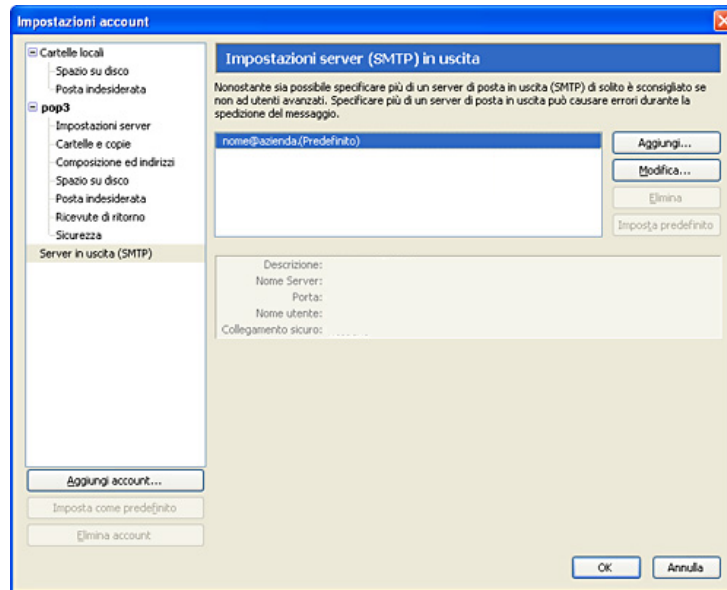 Impostazioni account
Cartelle locali
Spazio su disco
Posta indesiderata
pop3
Impostazioni server
Cartelle e copie
Composizione ed indirizzi
Spazio su disco
Posta indesiderata
Ricevute di ritorno
Sicurezza
Server in uscita (SMTP)
Aggiungi account...
Imposta come predefinito
Elimina account
Impostazioni server (SMTP) in uscita
Nonostante sia possibile specificare più di un server di posta in uscita (SMTP) di solito è sconsigliato se
non ad utenti avanzati. Specificare più di un server di posta in uscita può causare errori durante la
spedizione del messaggio.
nome@azienda.(Predefinito)
Aggiungi...
Modifica...
Elimina
Imposta predefinito
Descrizione:
Nome Server:
Porta:
Nome utente:
Collegamento sicuro:
OK
Annulla